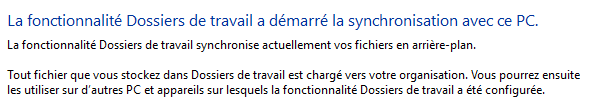 La fonctionnalité Dossiers de travail a démarré la synchronisation avec ce PC.
La fonctionnalité Dossiers de travail synchronise actuellement vos fichiers en arrière-plan.
Tout fichier que vous stockez dans Dossiers de travail est chargé vers votre organisation. Vous pourrez ensuite
les utiliser sur d'autres PC et appareils sur lesquels la fonctionnalité Dossiers de travail a été configurée.